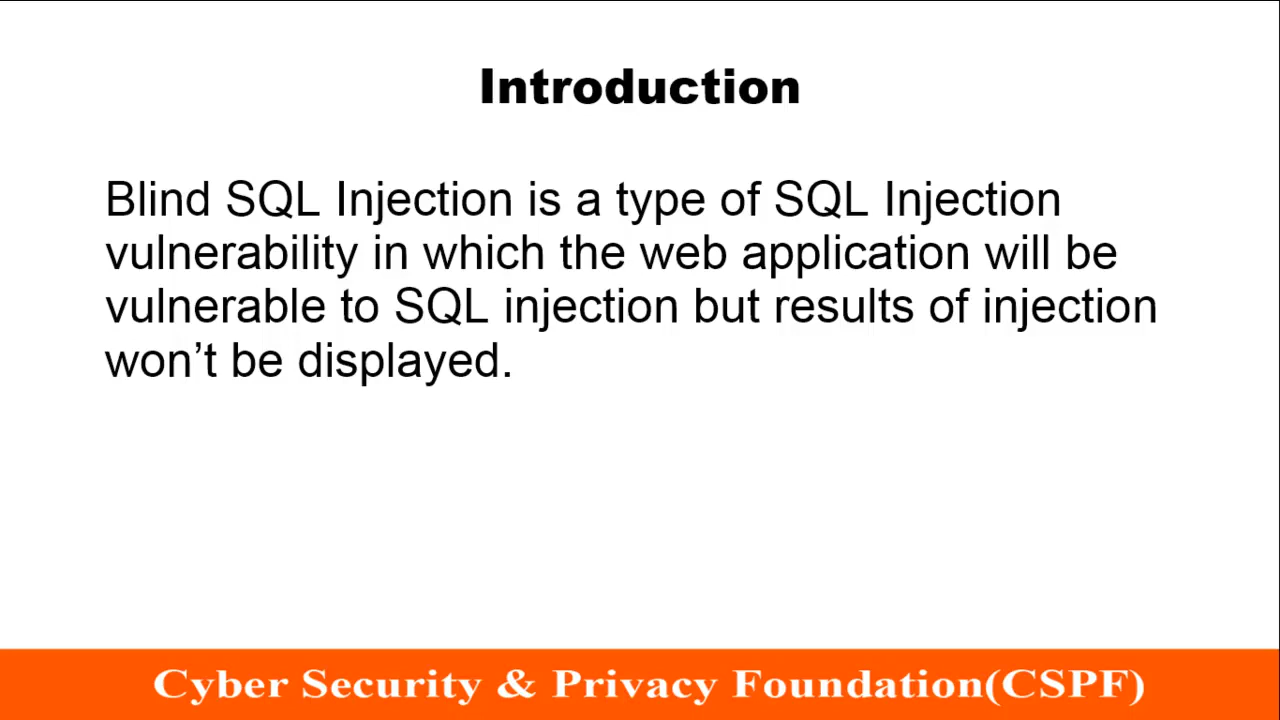 Introduction
Blind SQL Injection is a type of SQL Injection
vulnerability in which the web application will be
vulnerable to SQL injection but results of injection
won’t be displayed.
Cyber Security & Privacy Foundation(CSPF)